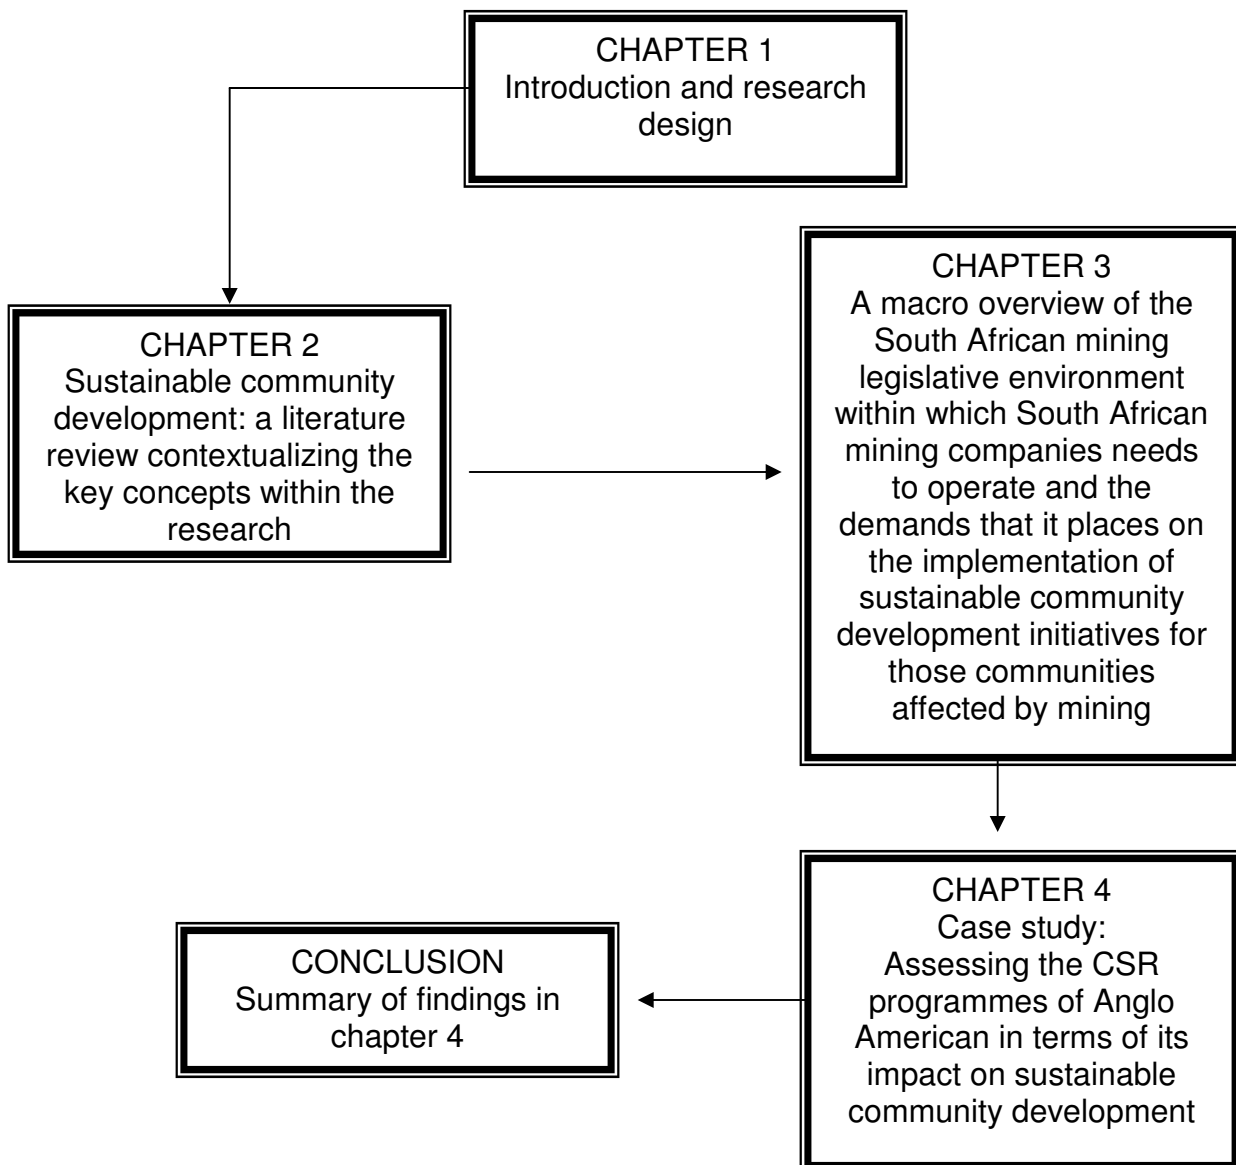 CHAPTER 1
Introduction and research
design
CHAPTER 2
Sustainable community
development: a literature
review contextualizing the
key concepts within the
research
CHAPTER 3
A macro overview of the
South African mining
legislative environment
within which South African
mining companies needs
to operate and the
demands that it places on
the implementation of
sustainable community
development initiatives for
those communities
affected by mining
CHAPTER 4
Case study:
Assessing the CSR
programmes of Anglo
American in terms of its
impact on sustainable
community development
CONCLUSION
Summary of findings in
chapter 4